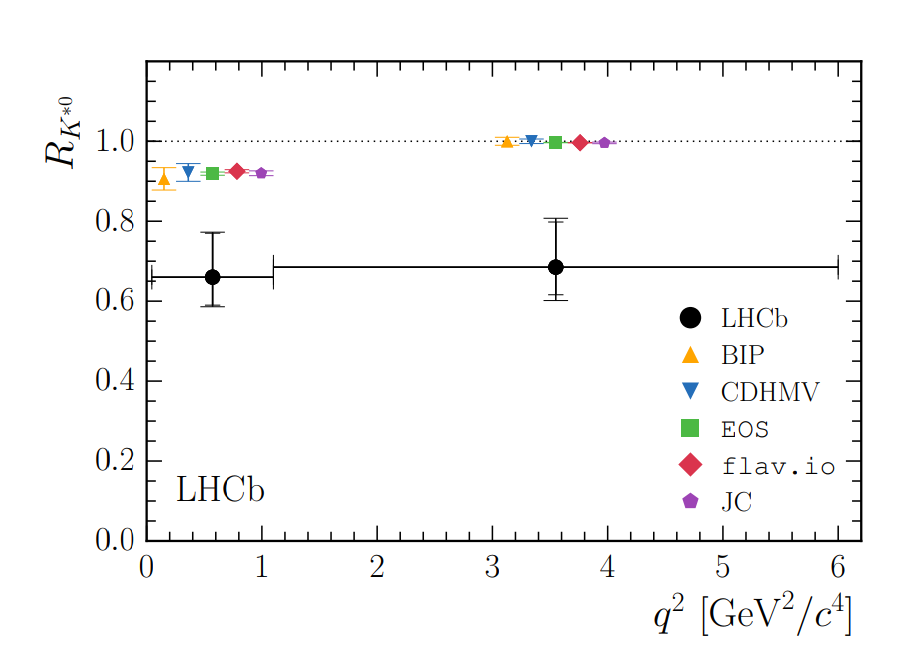 R_{K^{*0}}
1.0
0.8
0.6
0.4
0.2
0.0
LHCb
BIP
CDHMV
EOS
flav.io
JC
LHCb
0 1 2 3 4 5 6
q² [GeV²/c⁴]